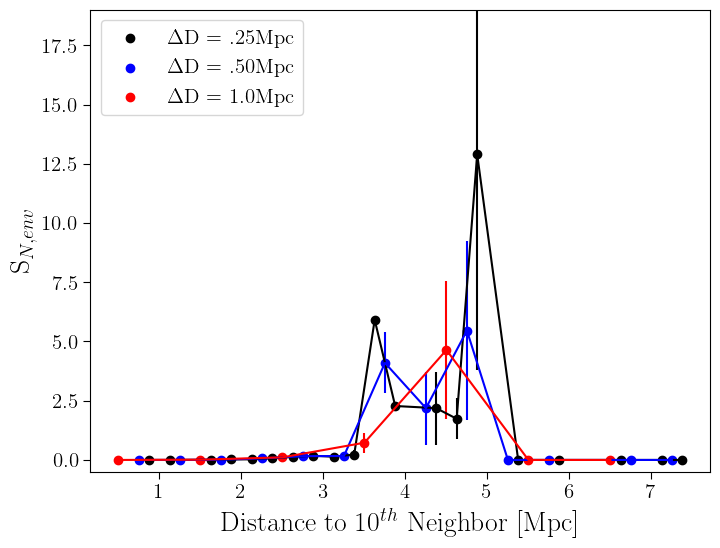 ΔD = .25Mpc
ΔD = .50Mpc
ΔD = 1.0Mpc
17.5
15.0
12.5
10.0
7.5
5.0
2.5
0.0
S_{N,env}
1 2 3 4 5 6 7
Distance to 10^{th} Neighbor [Mpc]